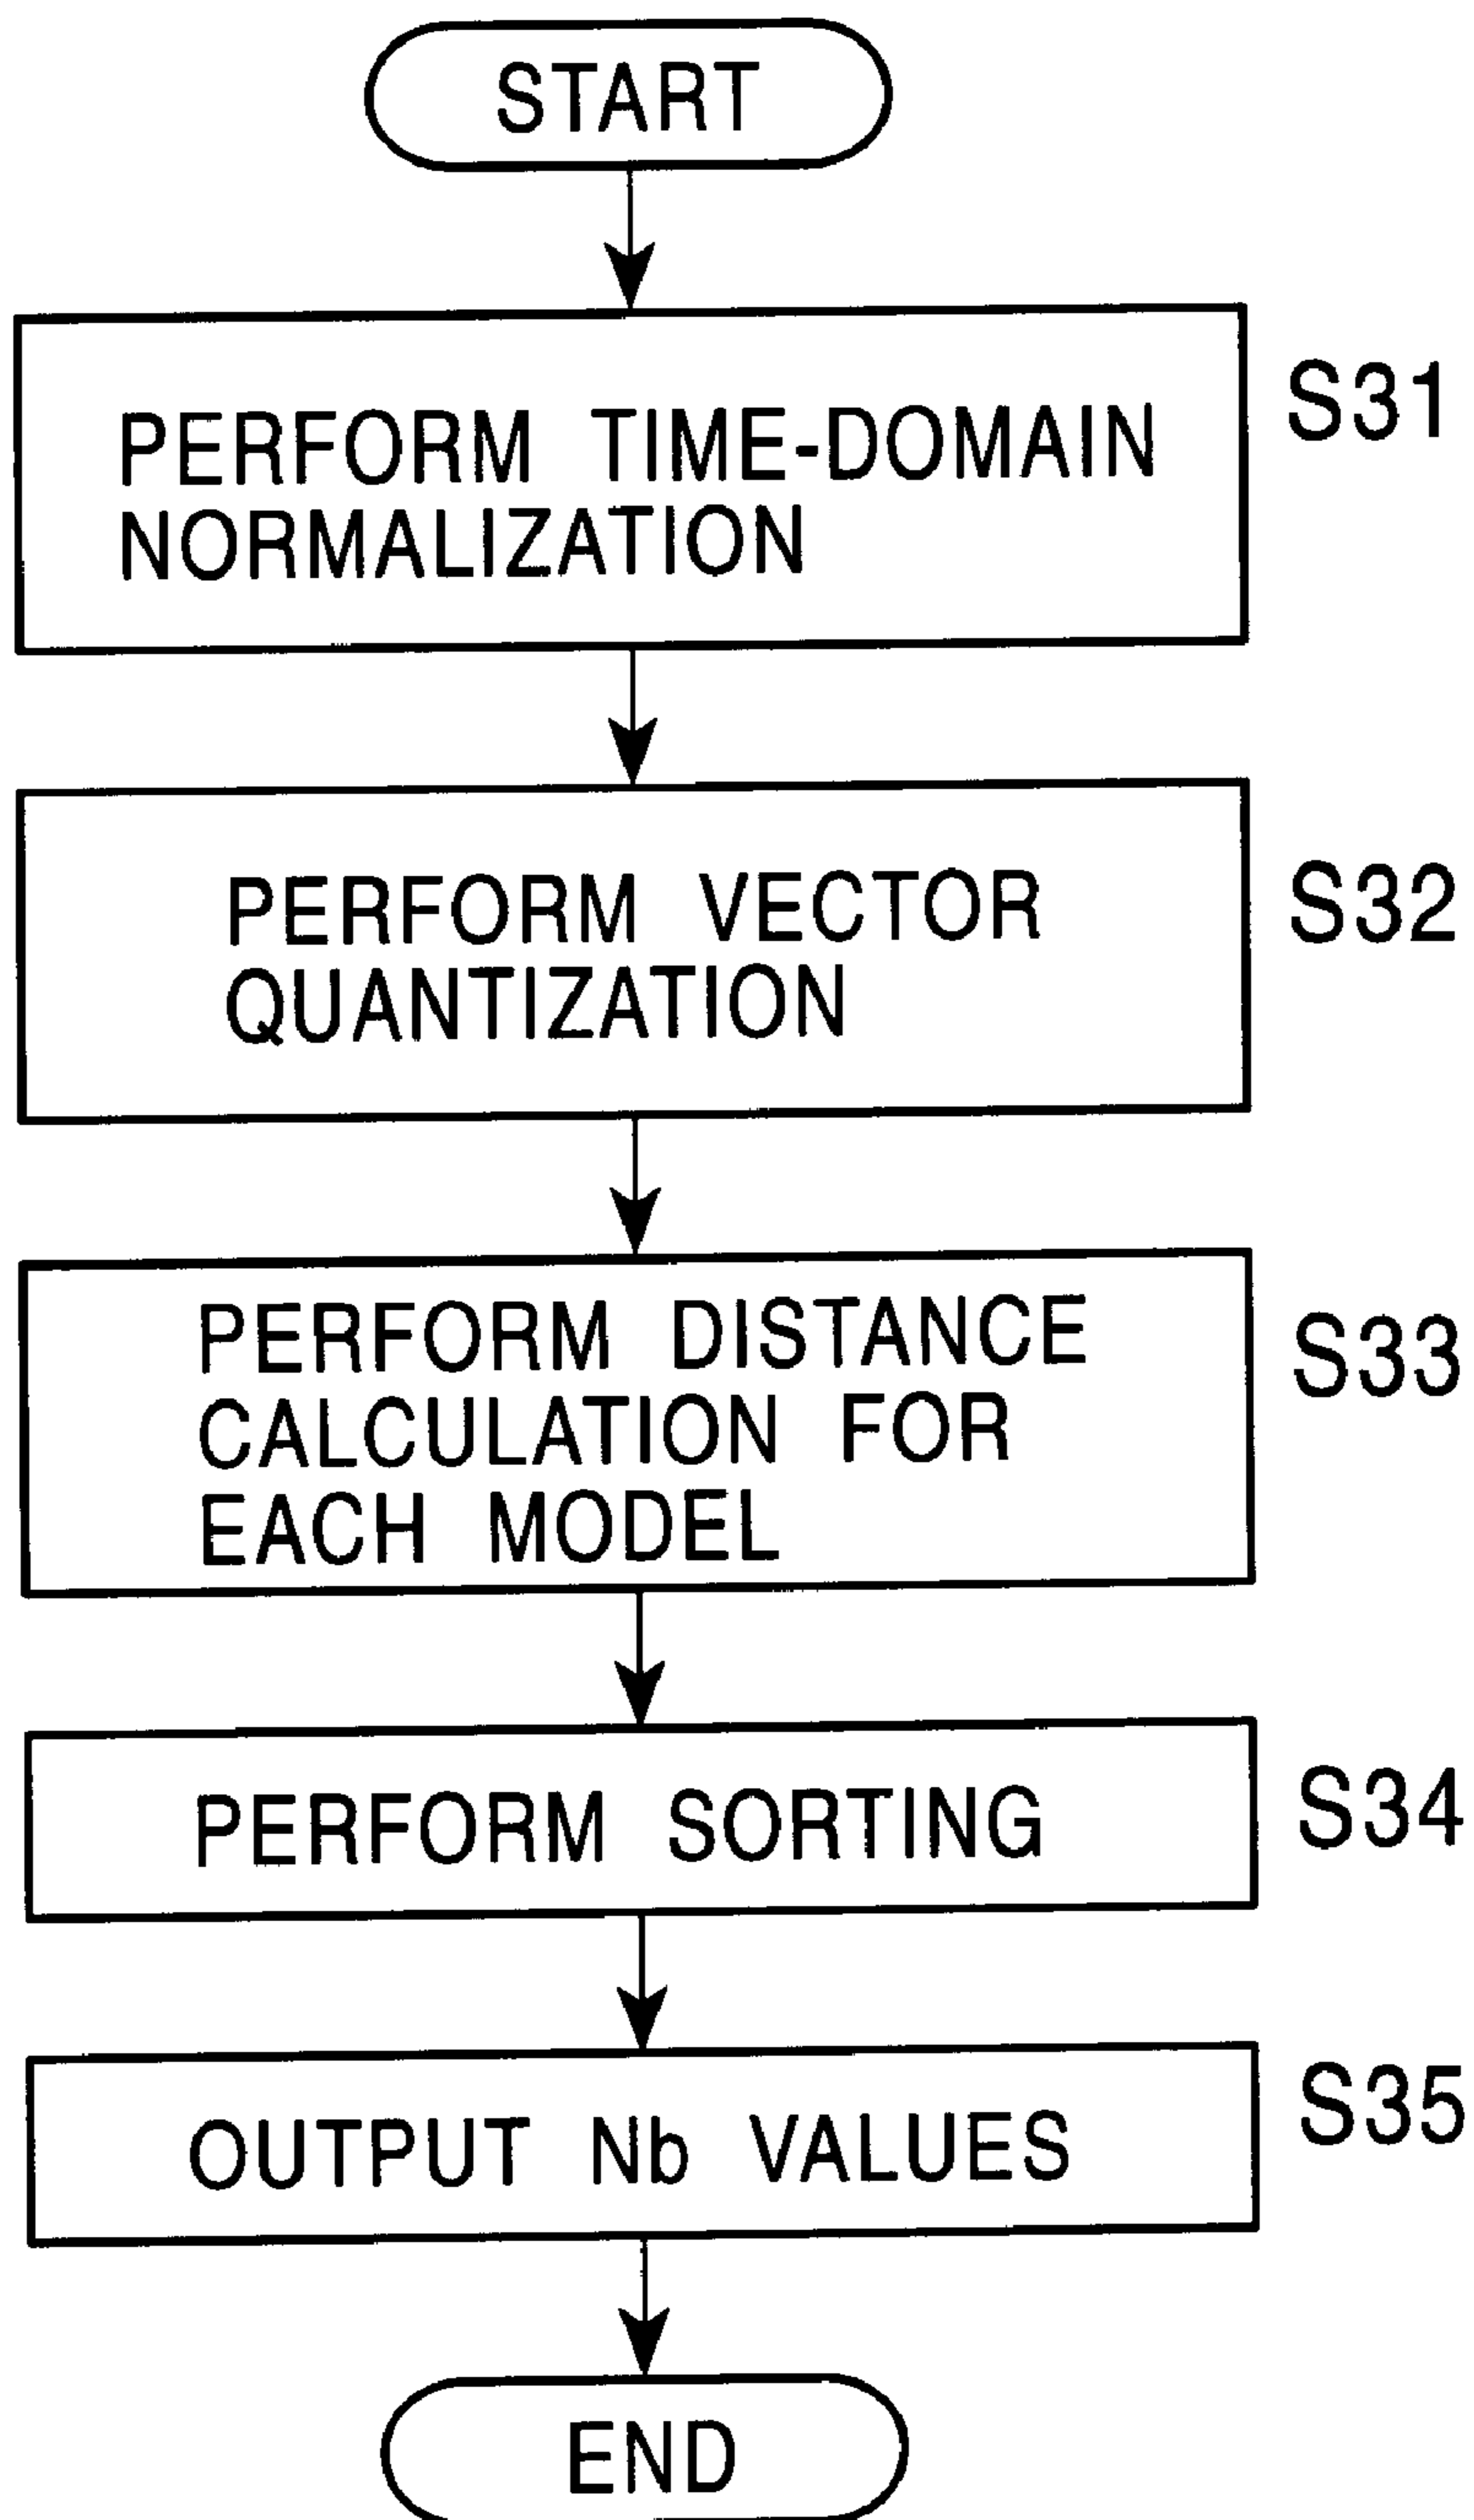 START
PERFORM TIME-DOMAIN
NORMALIZATION
S31
PERFORM VECTOR
QUANTIZATION
S32
PERFORM DISTANCE
CALCULATION FOR
EACH MODEL
S33
PERFORM SORTING
S34
OUTPUT Nb VALUES
S35
END